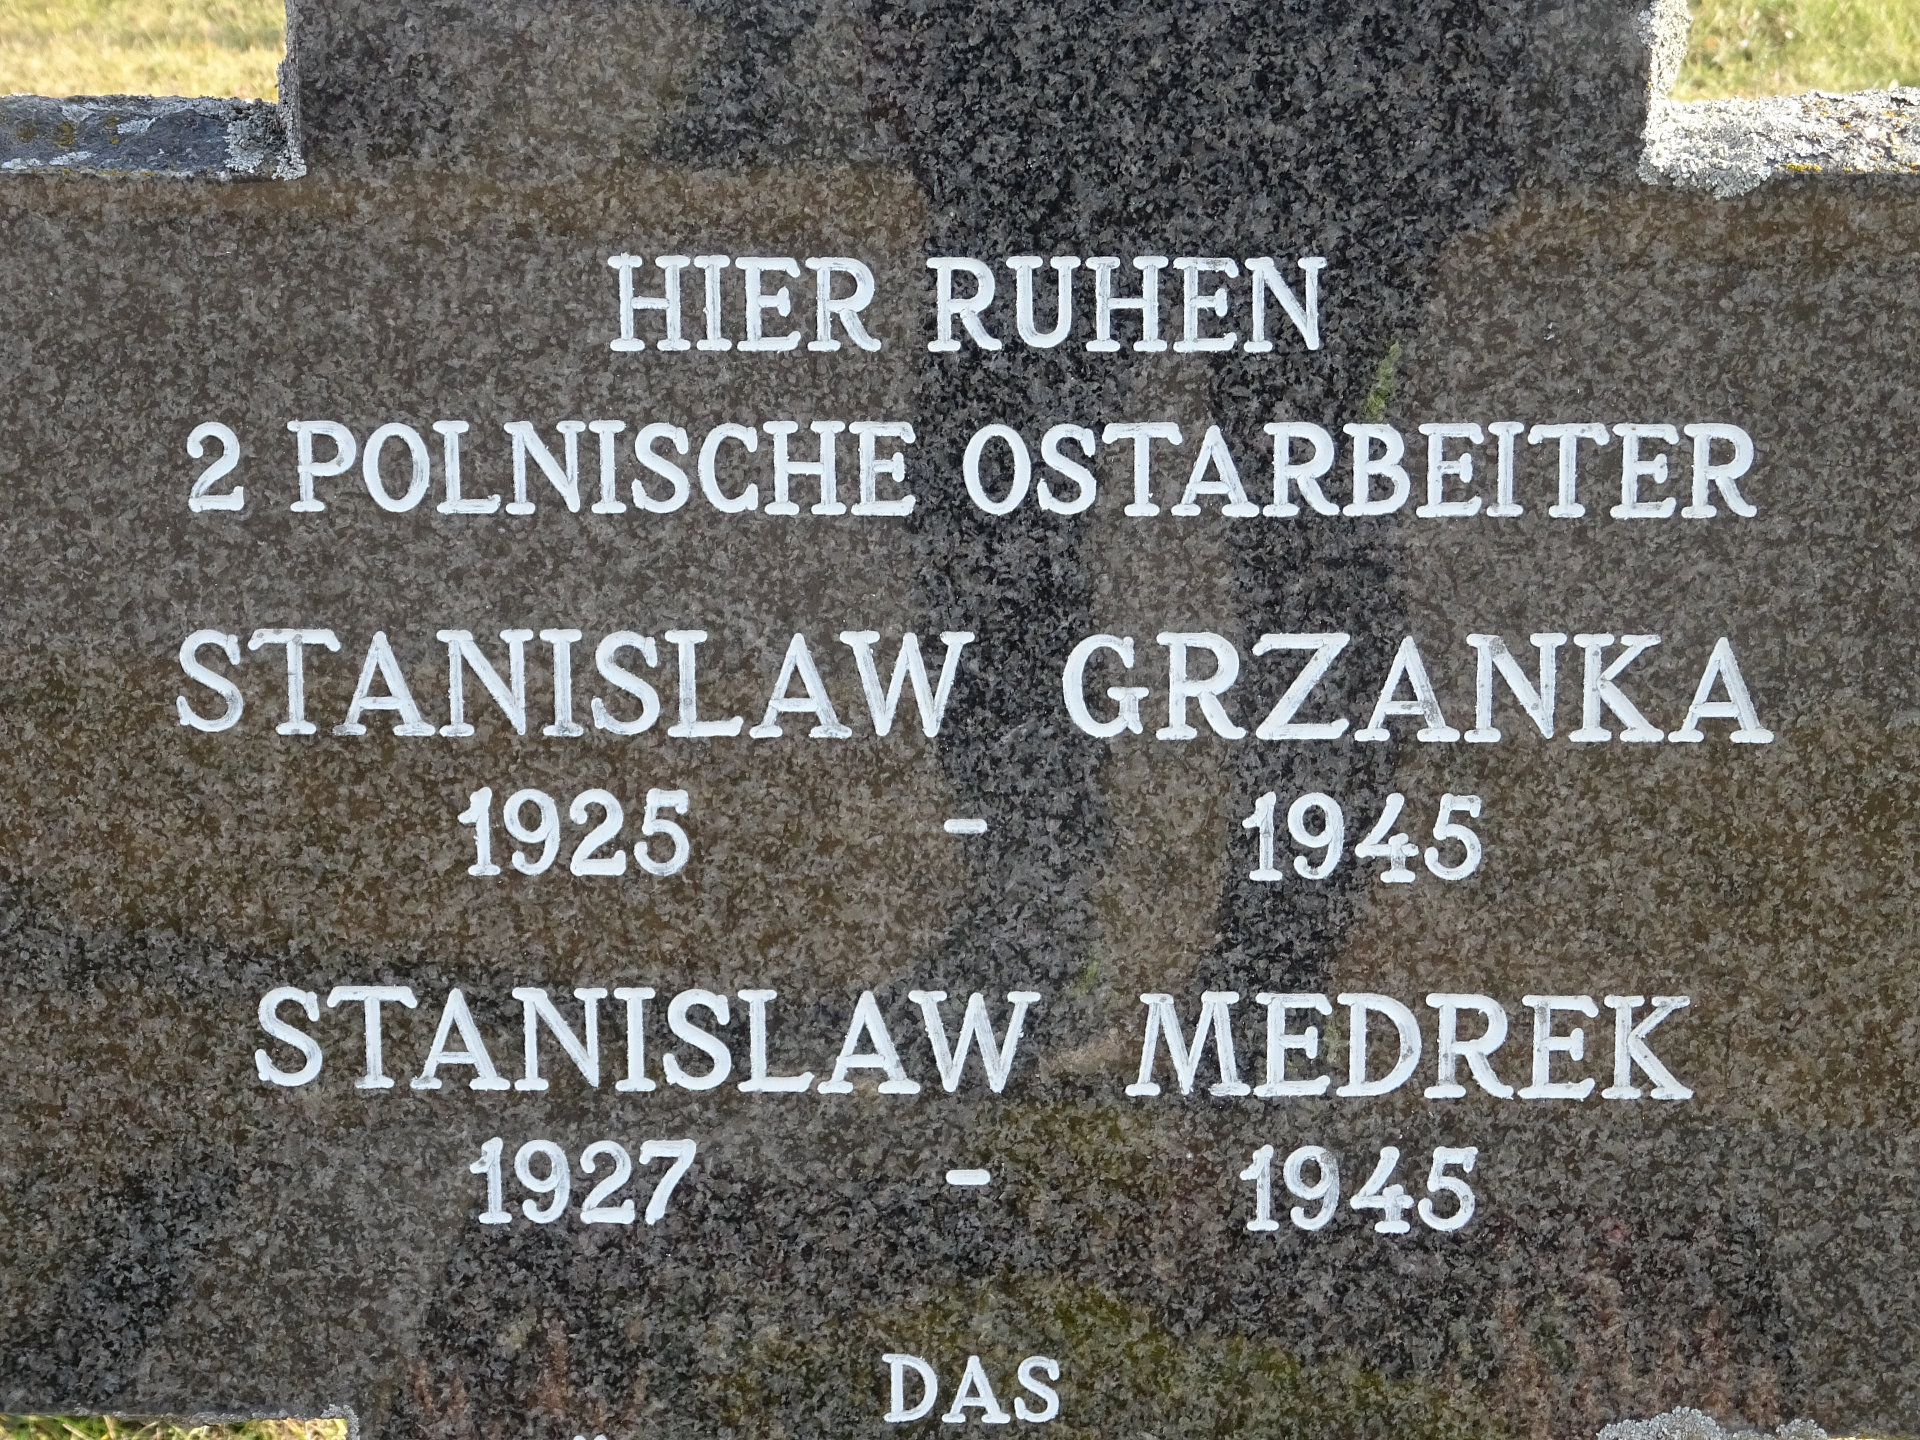 HIER RUHEN
2 POLNISCHE OSTARBEITER
STANISLAW GRZANKA
1925 - 1945
STANISLAW MEDREK
1927 - 1945
DAS